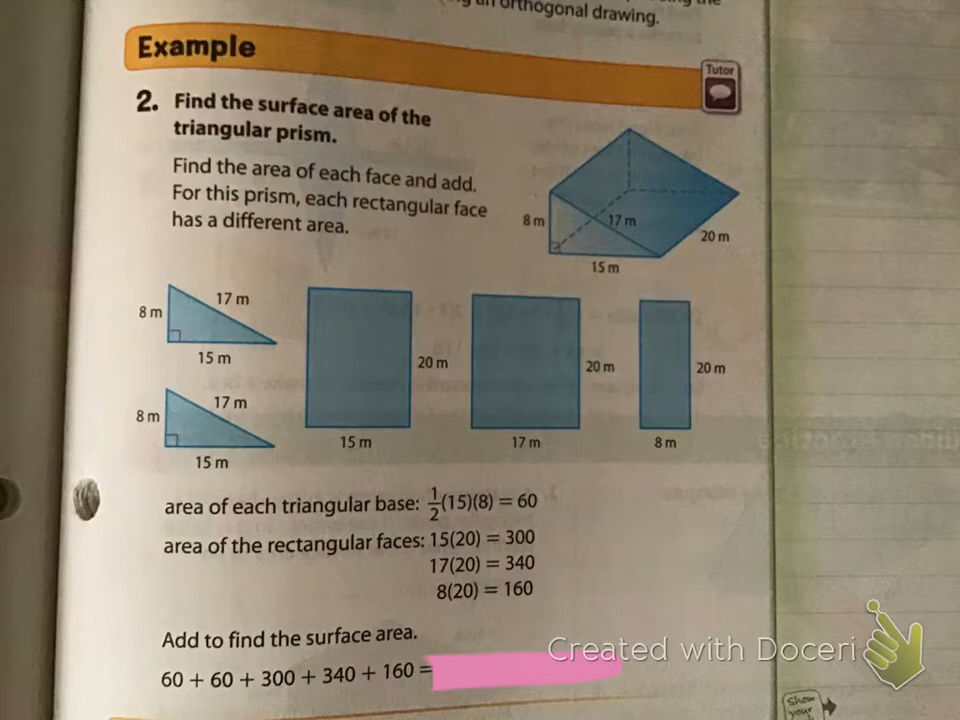 an orthogonal drawing.
Example
Tutor
2. Find the surface area of the
triangular prism.
Find the area of each face and add.
For this prism, each rectangular face
has a different area.
8 m
17 m
20 m
15 m
8 m
17 m
15 m
20 m
15 m
20 m
17 m
20 m
8 m
8 m
17 m
15 m
area of each triangular base: 1/2(15)(8) = 60
area of the rectangular faces: 15(20) = 300
17(20) = 340
8(20) = 160
Add to find the surface area.
60 + 60 + 300 + 340 + 160 =
Created with Doceri
Show
your